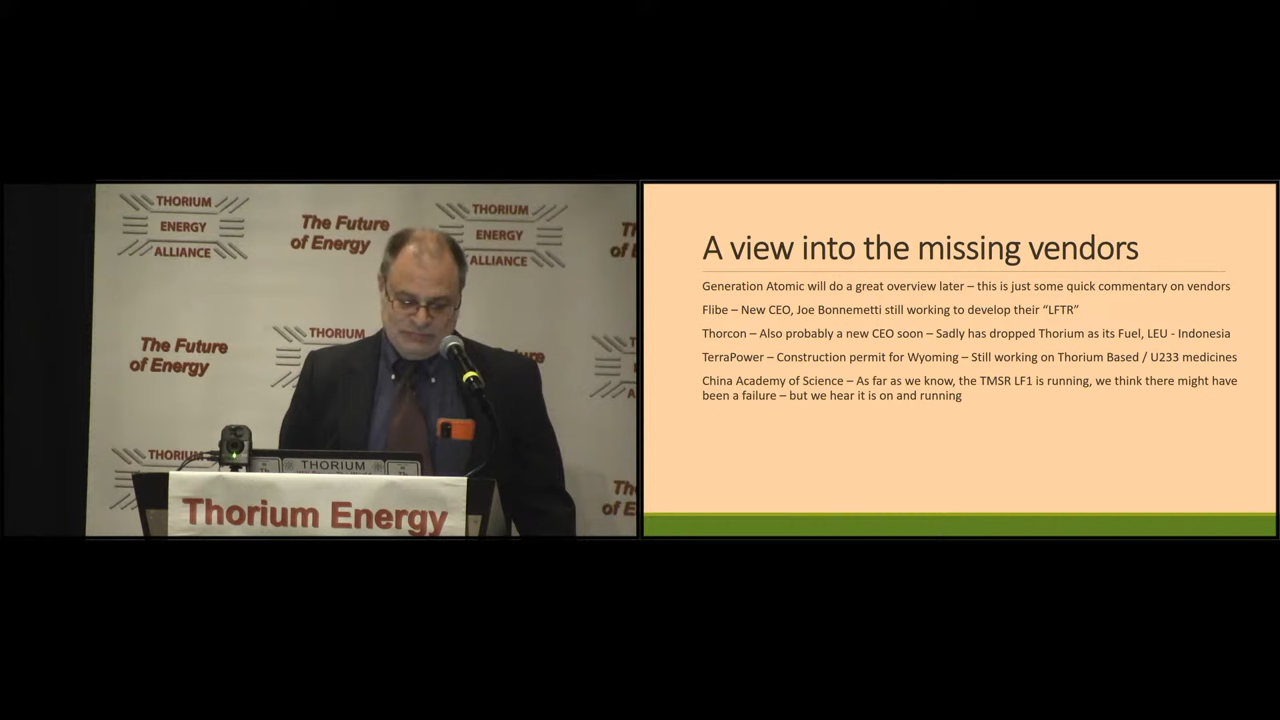 THORIUM
ENERGY
ALLIANCE
The Future
of Energy
THORIUM
ENERGY
ALLIANCE
of E
The Future
of Energy
THORIUM
ure
THORIUM
THORIUM
of E
Thorium Energy
A view into the missing vendors
Generation Atomic will do a great overview later – this is just some quick commentary on vendors
Flibe – New CEO, Joe Bonnemetti still working to develop their “LFTR”
Thorcon – Also probably a new CEO soon – Sadly has dropped Thorium as its Fuel, LEU - Indonesia
TerraPower – Construction permit for Wyoming – Still working on Thorium Based / U233 medicines
China Academy of Science – As far as we know, the TMSR LF1 is running, we think there might have
been a failure – but we hear it is on and running